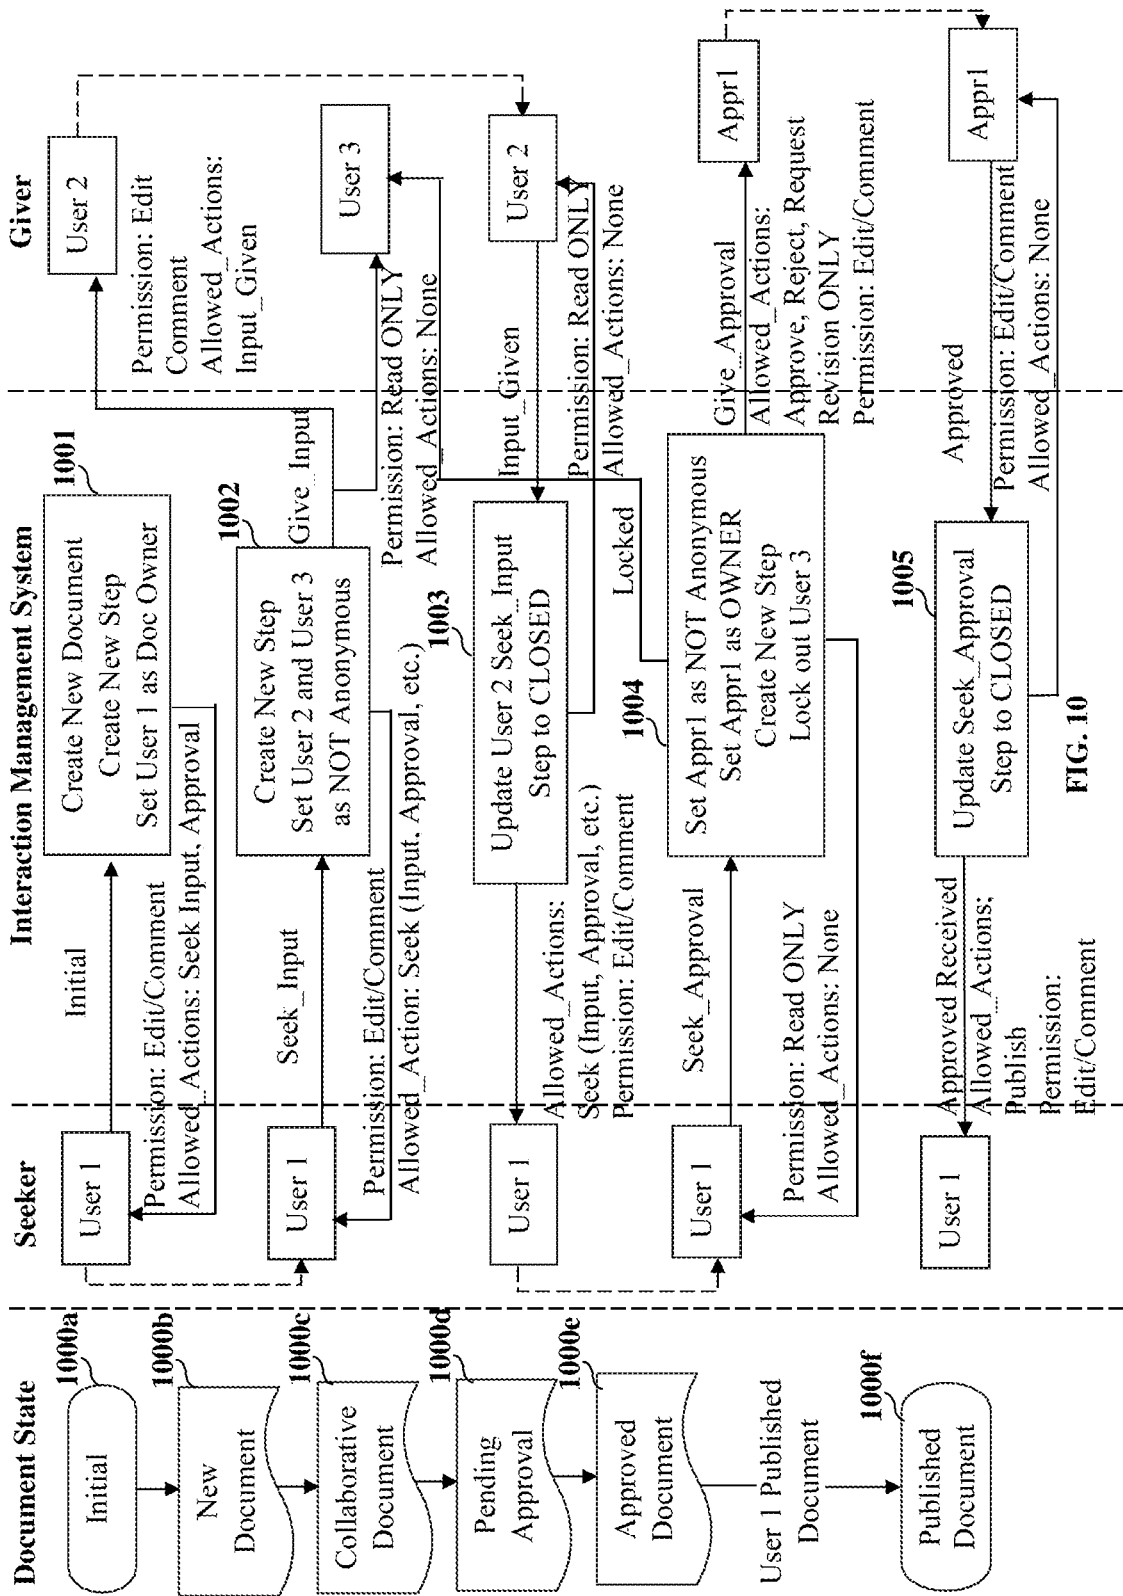 Document State
Initial
1000a
New
Document
1000b
Collaborative
Document
1000c
Pending
Approval
1000d
Approved
Document
1000e
User 1 Published
Document
Published
Document
1000f
Seeker
User 1
User 1
User 1
User 1
User 1
Interaction Management System
Initial
Create New Document
Create New Step
Set User 1 as Doc Owner
1001
Permission: Edit/Comment
Allowed_Actions: Seek Input, Approval
Seek_Input
Create New Step
Set User 2 and User 3
as NOT Anonymous
1002
Give_Input
Permission: Edit/Comment
Allowed_Action: Seek (Input, Approval, etc.)
Permission: Read ONLY
Allowed_Actions: None
1003
Update User 2 Seek_Input
Step to CLOSED
Input_Given
Permission: Read ONLY
Allowed_Actions: None
Allowed_Actions:
Seek (Input, Approval, etc.)
Permission: Edit/Comment
Locked
1004
Seek_Approval
Set Appr1 as NOT Anonymous
Set Appr1 as OWNER
Create New Step
Lock out User 3
Permission: Read ONLY
Allowed_Actions: None
Give_Approval
Allowed_Actions:
Approve, Reject, Request
Revision ONLY
Permission: Edit/Comment
1005
Update Seek_Approval
Step to CLOSED
Approved
Permission: Edit/Comment
Allowed_Actions: None
Approved Received
Allowed_Actions:
Publish
Permission:
Edit/Comment
Giver
User 2
Permission: Edit
Comment
Allowed_Actions:
Input_Given
User 3
User 2
Appr1
Appr1
FIG. 10